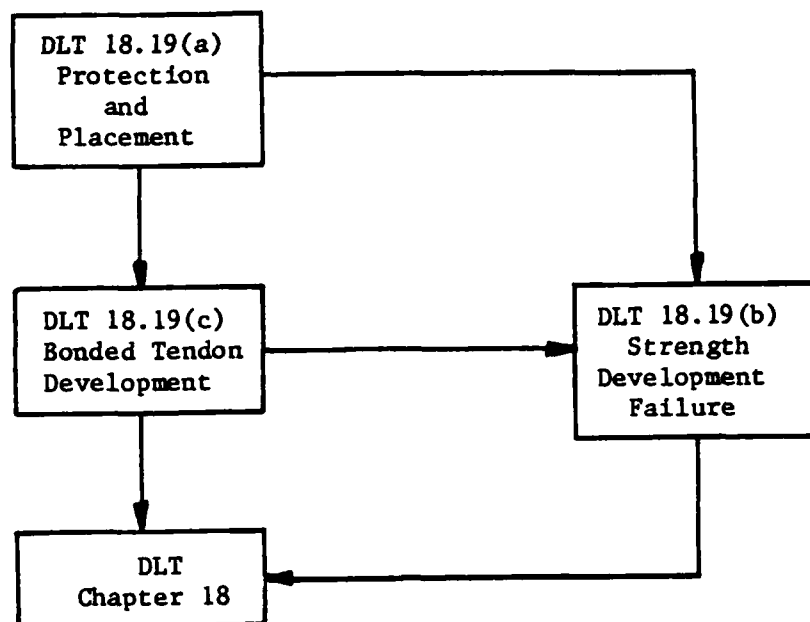 DLT 18.19(a)
Protection
and
Placement
DLT 18.19(c)
Bonded Tendon
Development
DLT 18.19(b)
Strength
Development
Failure
DLT
Chapter 18